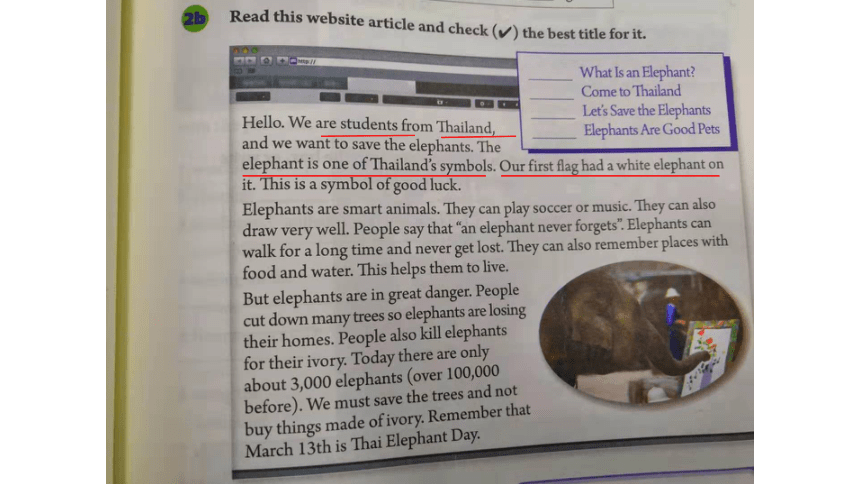 2b Read this website article and check (✔) the best title for it.
http://
What Is an Elephant?
Come to Thailand
Let's Save the Elephants
Elephants Are Good Pets
Hello. We are students from Thailand,
and we want to save the elephants. The
elephant is one of Thailand's symbols. Our first flag had a white elephant on
it. This is a symbol of good luck.
Elephants are smart animals. They can play soccer or music. They can also
draw very well. People say that “an elephant never forgets”. Elephants can
walk for a long time and never get lost. They can also remember places with
food and water. This helps them to live.
But elephants are in great danger. People
cut down many trees so elephants are losing
their homes. People also kill elephants
for their ivory. Today there are only
about 3,000 elephants (over 100,000
before). We must save the trees and not
buy things made of ivory. Remember that
March 13th is Thai Elephant Day.